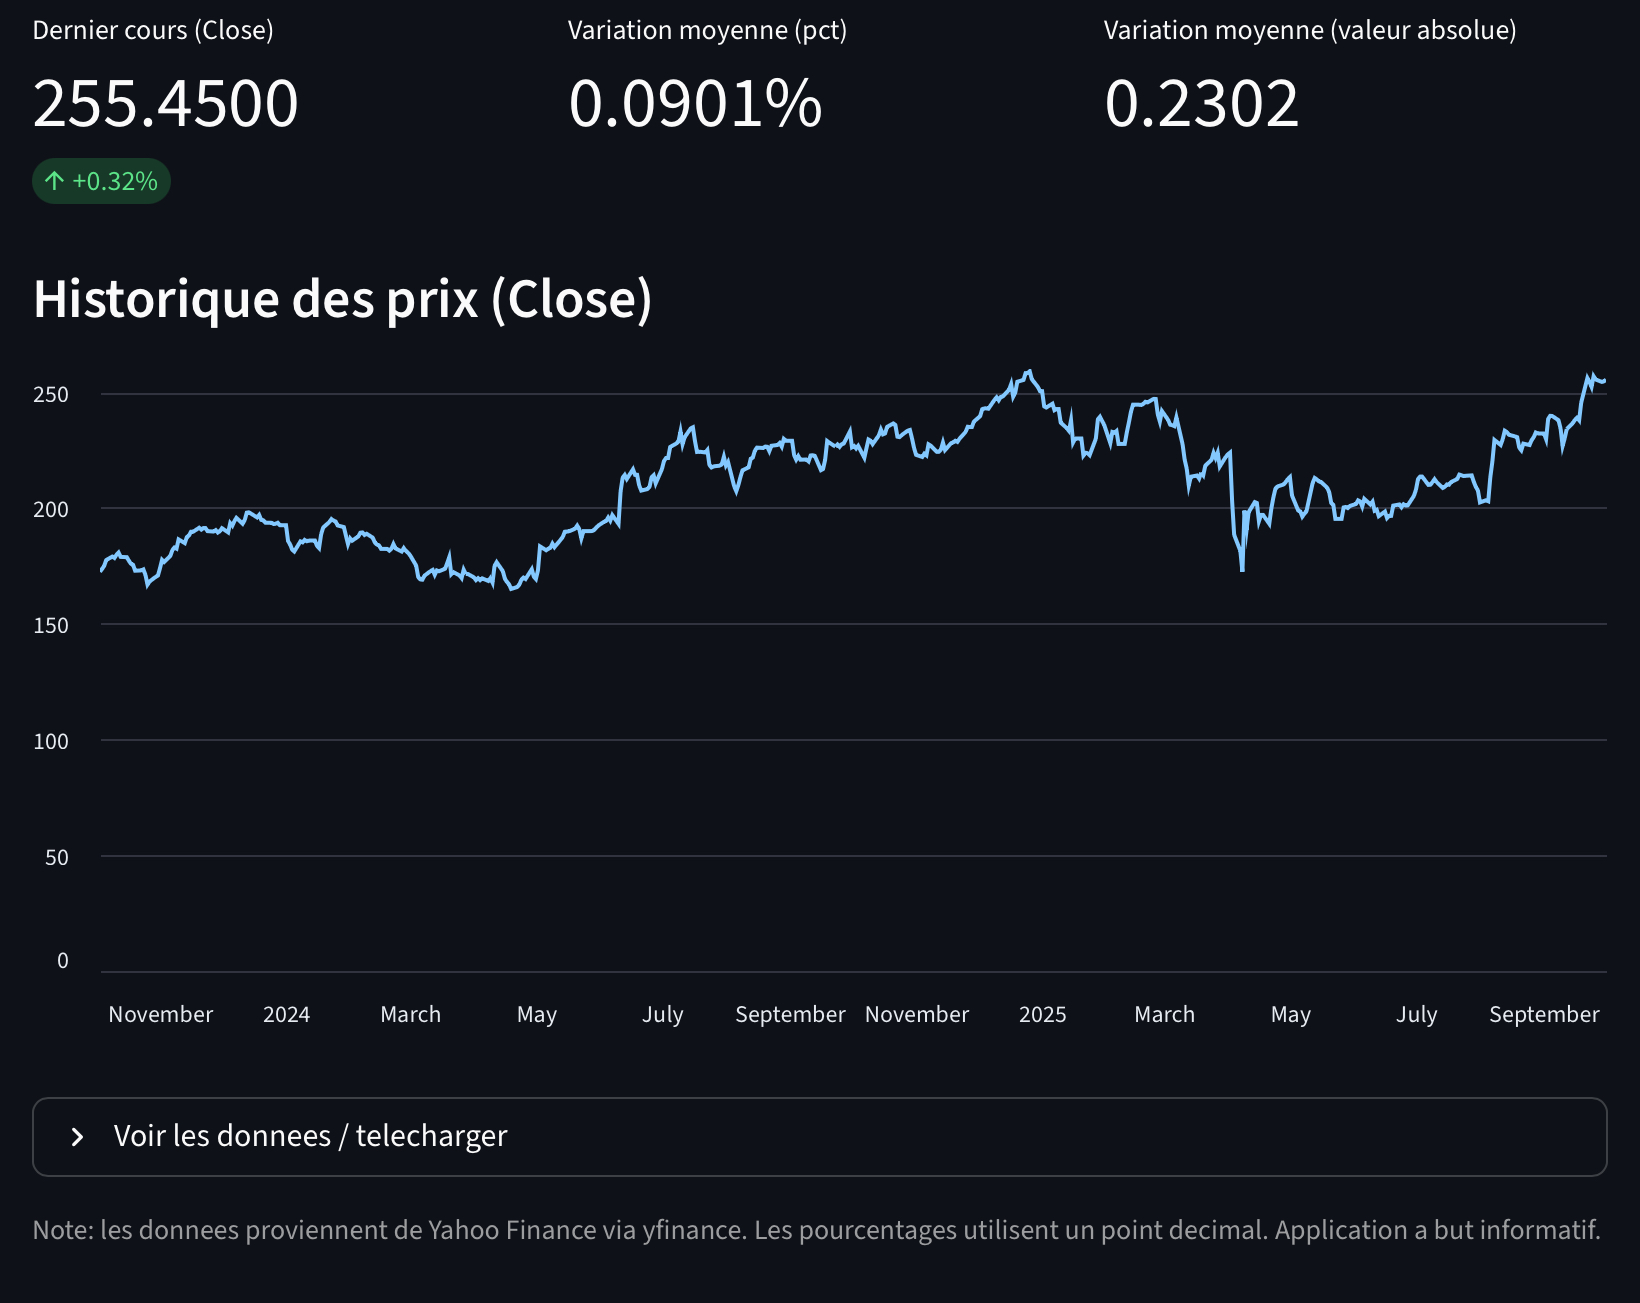 Dernier cours (Close)
Variation moyenne (pct)
Variation moyenne (valeur absolue)
255.4500
0.0901%
0.2302
↑ +0.32%
Historique des prix (Close)
250
200
150
100
50
0
November 2024 March May July September November 2025 March May July September
Voir les donnees / telecharger
Note: les donnees proviennent de Yahoo Finance via yfinance. Les pourcentages utilisent un point decimal. Application a but informatif.